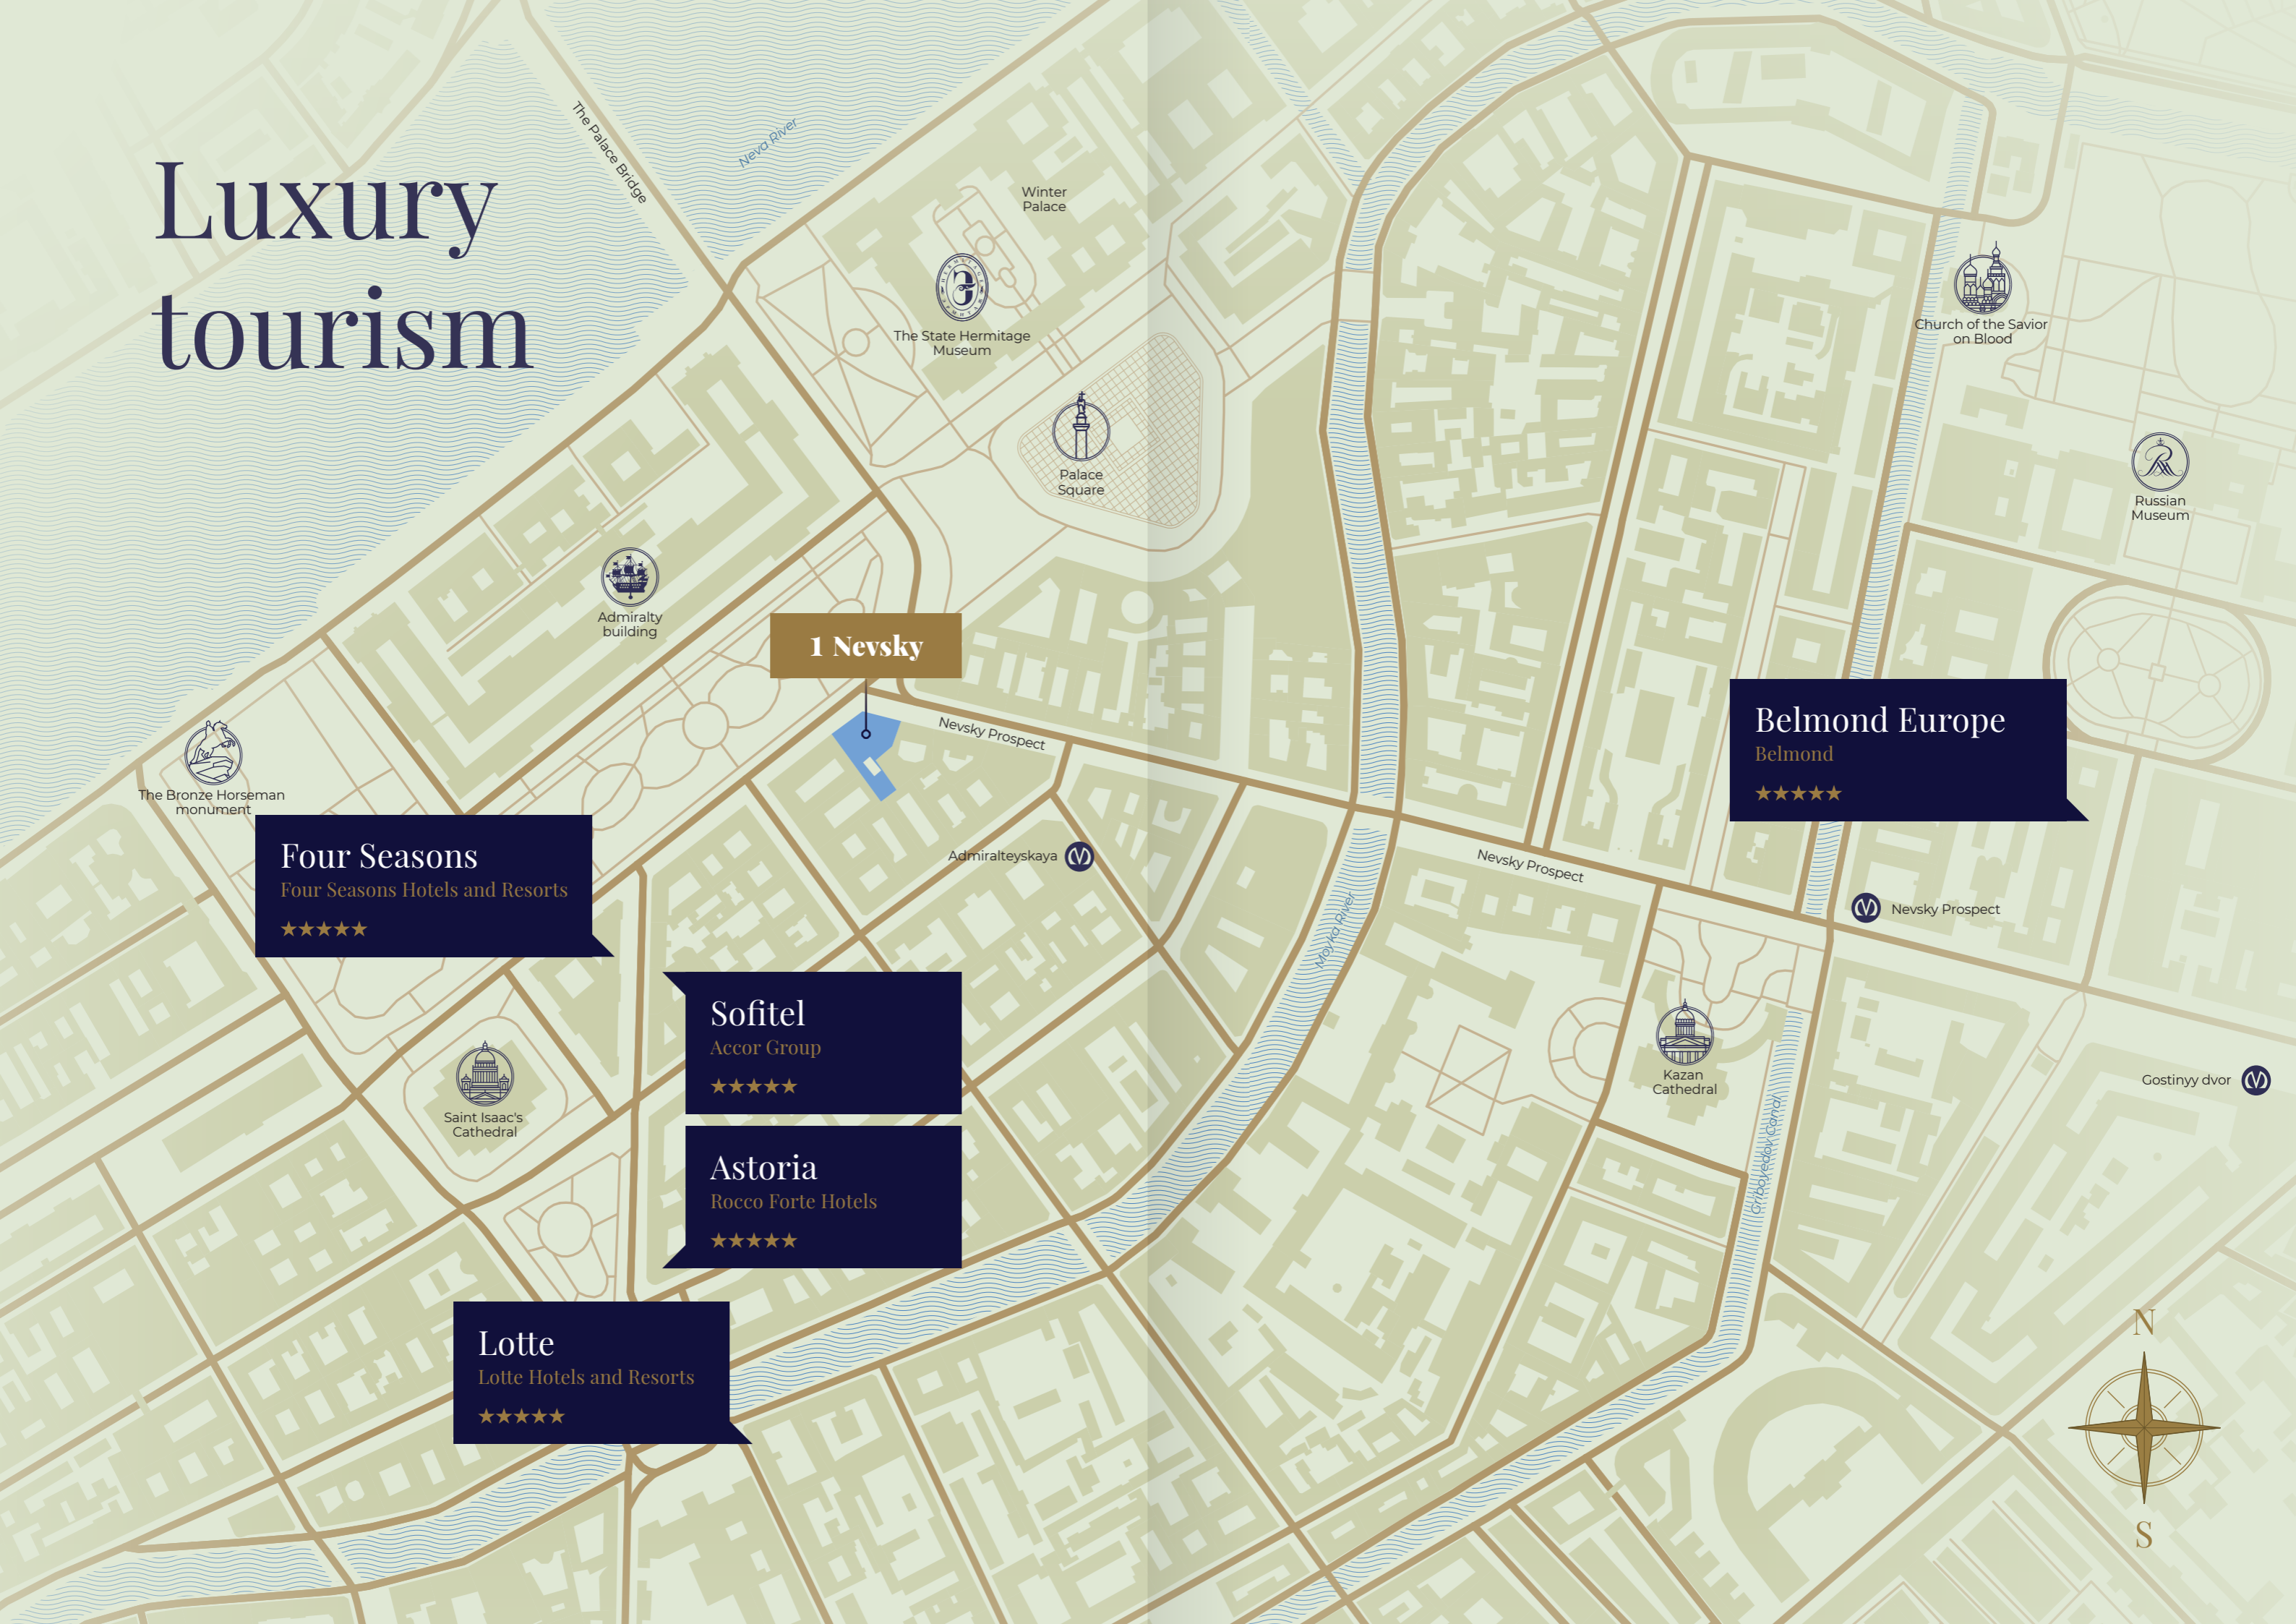 Luxury
tourism
The Palace Bridge
Neva River
Winter
Palace
The State Hermitage
Museum
Palace
Square
Church of the Savior
on Blood
Russian
Museum
Admiralty
building
1 Nevsky
Nevsky Prospect
The Bronze Horseman
monument
Four Seasons
Four Seasons Hotels and Resorts
★★★★★
Admiralteyskaya
Belmond Europe
Belmond
★★★★★
Nevsky Prospect
Nevsky Prospect
Moyka River
Sofitel
Accor Group
★★★★★
Saint Isaac's
Cathedral
Astoria
Rocco Forte Hotels
★★★★★
Kazan
Cathedral
Griboyedov Canal
Gostinyy dvor
Lotte
Lotte Hotels and Resorts
★★★★★
N
S